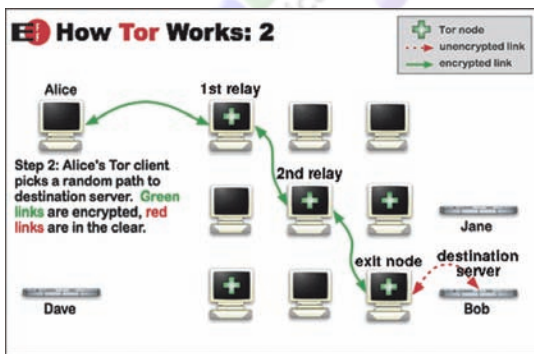 EFF How Tor Works: 2
Tor node
unencrypted link
encrypted link
Alice
1st relay
Step 2: Alice's Tor client
picks a random path to
destination server. Green
links are encrypted, red
links are in the clear.
2nd relay
Jane
exit node
destination
server
Dave
Bob